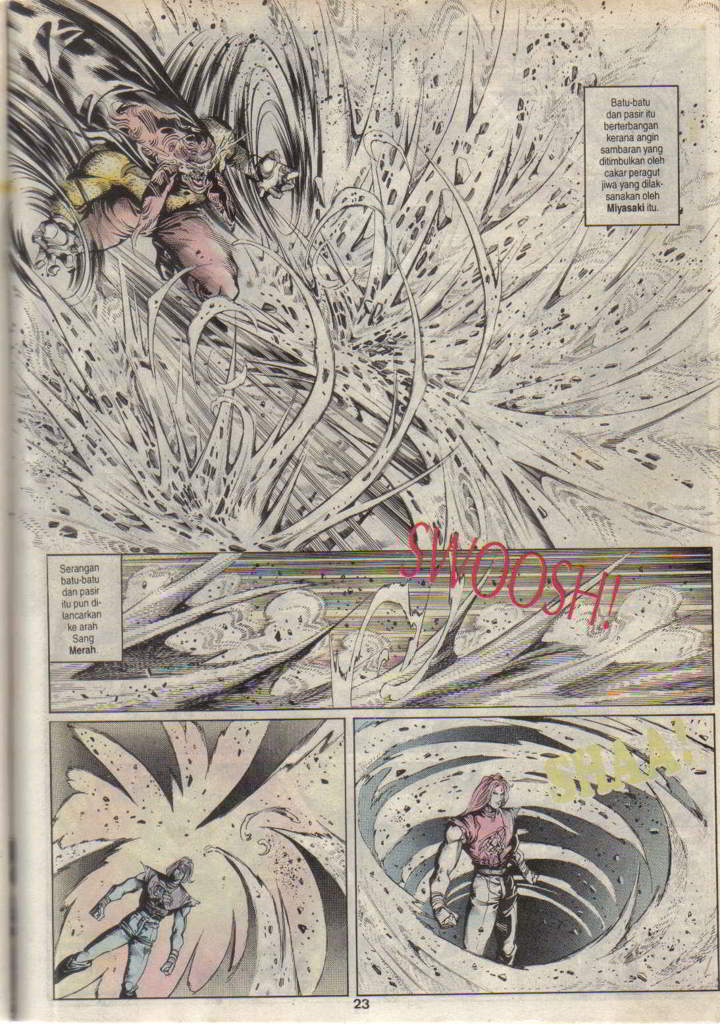 Batu-batu
dan pasir itu
berterbangan
kerana angin
sambaran yang
ditimbulkan oleh
cakar peragut
jiwa yang dilak-
sanakan oleh
Miyasaki itu.
Serangan
batu-batu
dan pasir
itu pun di-
lancarkan
ke arah
Sang
Merah.
SWOOSH!
SHAA!
23